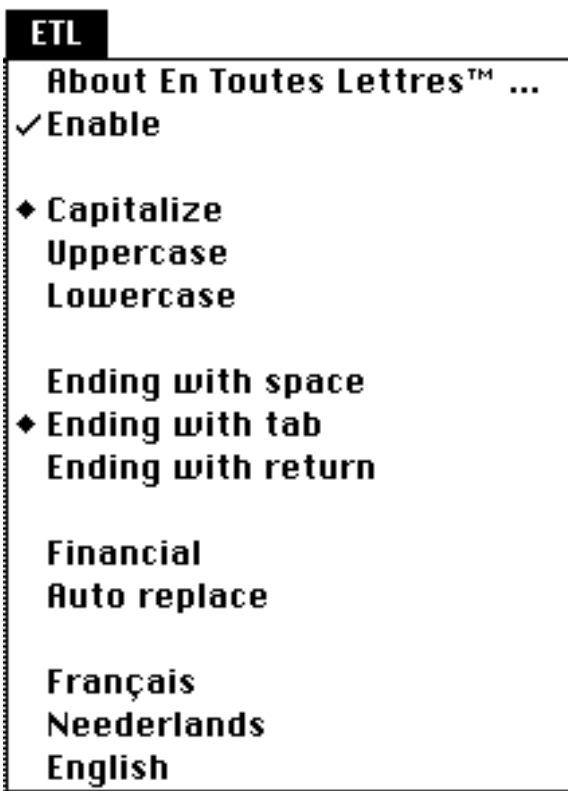 ETL
About En Toutes Lettres™ ...
✓Enable
◆ Capitalize
Uppercase
Lowercase
Ending with space
◆ Ending with tab
Ending with return
Financial
Auto replace
Français
Neederlands
English